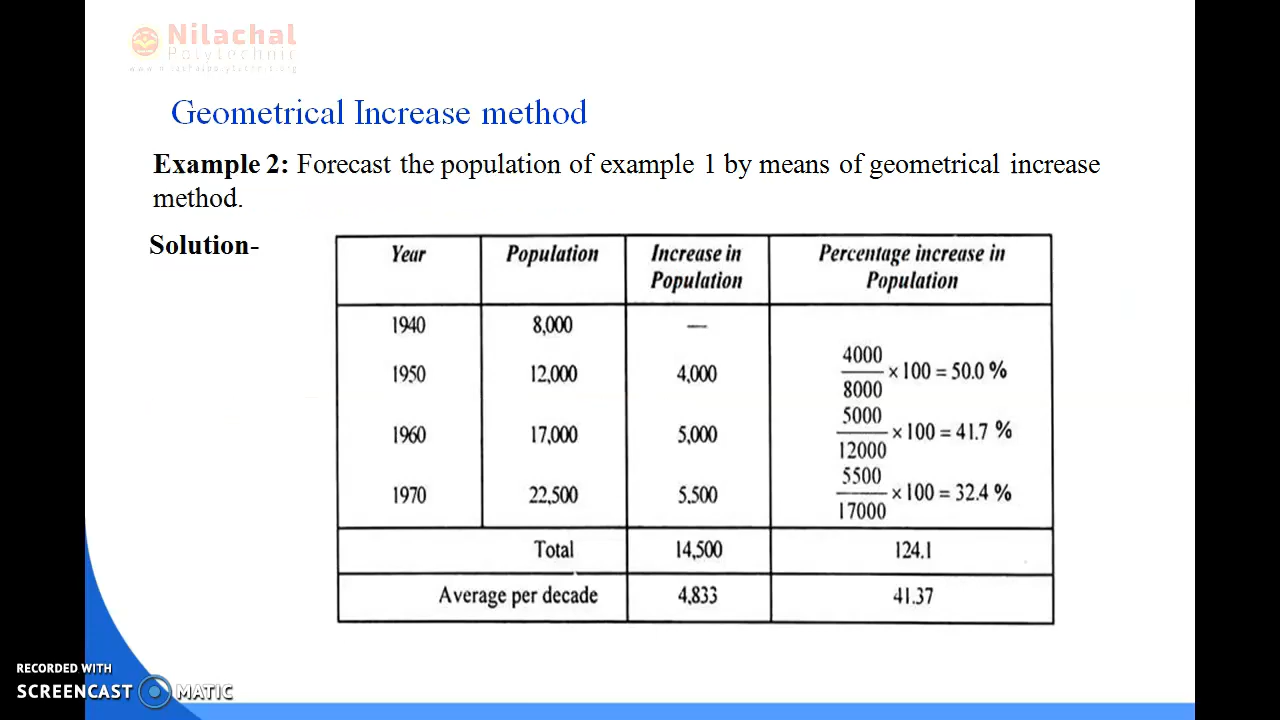 Nilachal
Polytechnic
www.nilachalpolytechnic.org
Geometrical Increase method
Example 2: Forecast the population of example 1 by means of geometrical increase
method.
Solution-
Year Population Increase in Population Percentage increase in Population
1940 8,000 —
1950 12,000 4,000 4000/8000 × 100 = 50.0 %
1960 17,000 5,000 5000/12000 × 100 = 41.7 %
1970 22,500 5,500 5500/17000 × 100 = 32.4 %
Total 14,500 124.1
Average per decade 4,833 41.37
RECORDED WITH
SCREENCAST MATIC